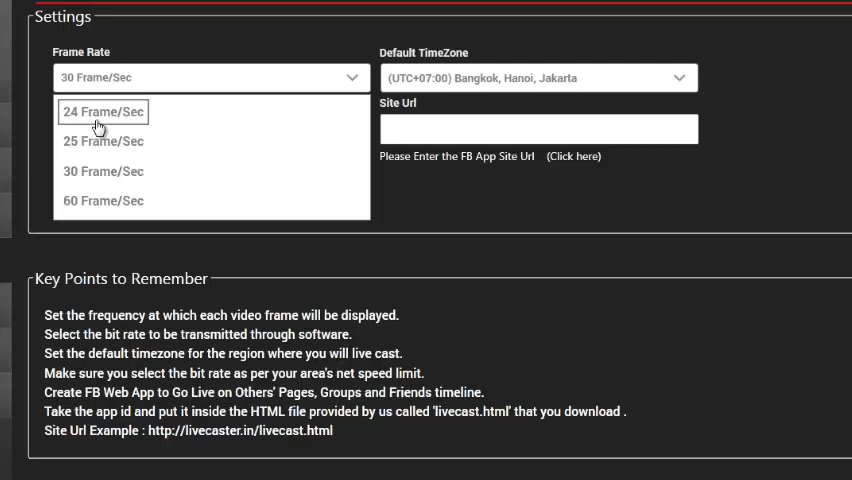 Settings
Frame Rate
Default TimeZone
30 Frame/Sec
(UTC+07:00) Bangkok, Hanoi, Jakarta
24 Frame/Sec
Site Url
25 Frame/Sec
Please Enter the FB App Site Url (Click here)
30 Frame/Sec
60 Frame/Sec
Key Points to Remember
Set the frequency at which each video frame will be displayed.
Select the bit rate to be transmitted through software.
Set the default timezone for the region where you will live cast.
Make sure you select the bit rate as per your area's net speed limit.
Create FB Web App to Go Live on Others' Pages, Groups and Friends timeline.
Take the app id and put it inside the HTML file provided by us called 'livecast.html' that you download .
Site Url Example : http://livecaster.in/livecast.html